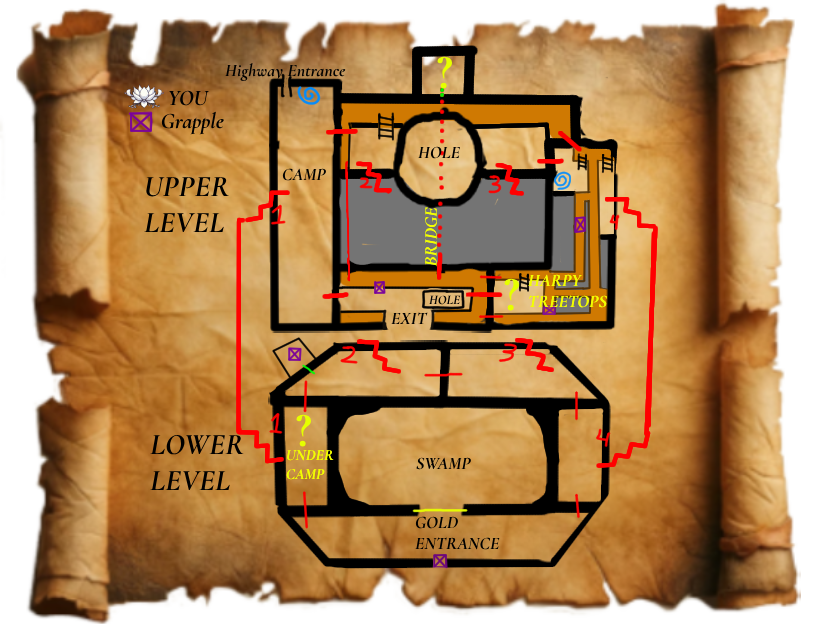 ?
Highway Entrance
YOU
Grapple
HOLE
CAMP
UPPER
LEVEL
2
3
1
4
BRIDGE
?
HARPY
TREETOPS
HOLE
EXIT
2
3
1
?
UNDER
CAMP
4
LOWER
LEVEL
SWAMP
GOLD
ENTRANCE